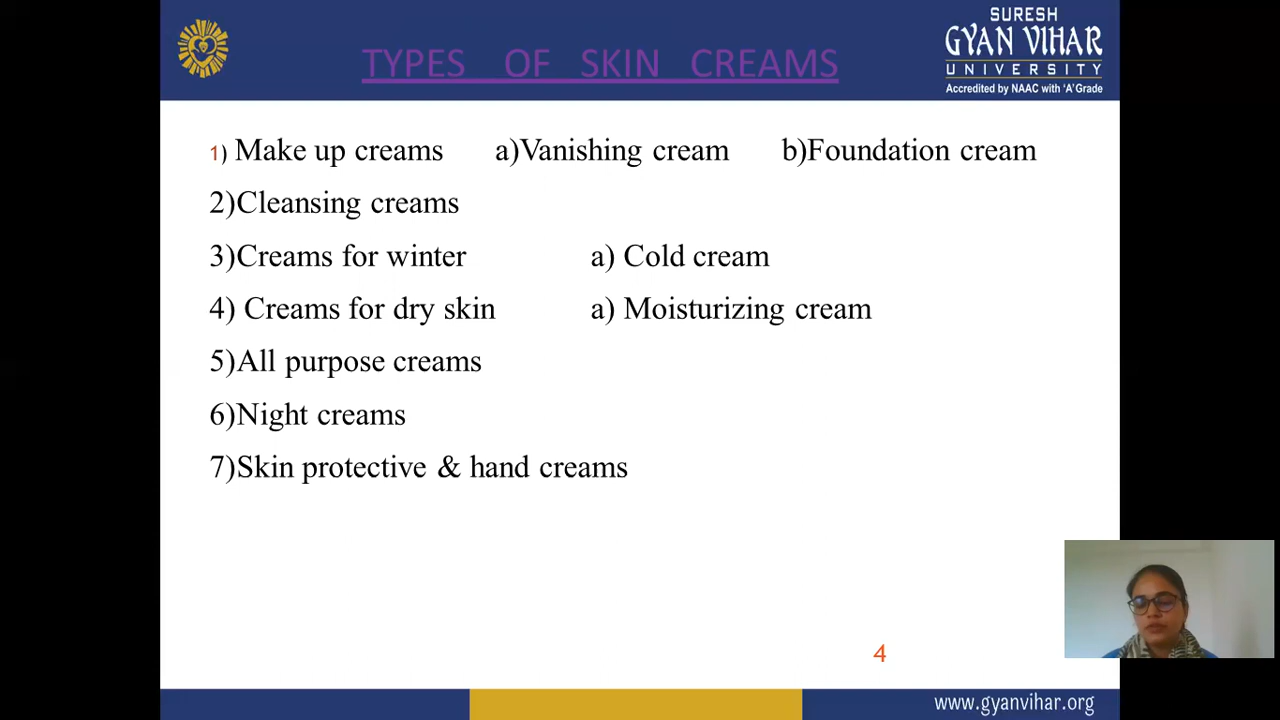 SURESH
GYAN VIHAR
UNIVERSITY
Accredited by NAAC with 'A' Grade
TYPES OF SKIN CREAMS
1) Make up creams a)Vanishing cream b)Foundation cream
2)Cleansing creams
3)Creams for winter a) Cold cream
4) Creams for dry skin a) Moisturizing cream
5)All purpose creams
6)Night creams
7)Skin protective & hand creams
4
www.gyanvihar.org